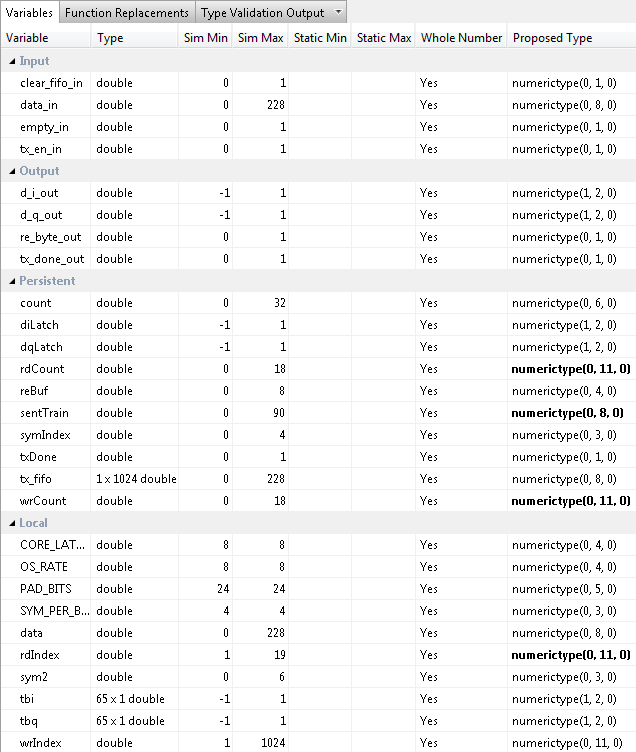 Variables Function Replacements Type Validation Output
Variable Type Sim Min Sim Max Static Min Static Max Whole Number Proposed Type
Input
clear_fifo_in double 0 1 Yes numerictype(0, 1, 0)
data_in double 0 228 Yes numerictype(0, 8, 0)
empty_in double 0 1 Yes numerictype(0, 1, 0)
tx_en_in double 0 1 Yes numerictype(0, 1, 0)
Output
d_i_out double -1 1 Yes numerictype(1, 2, 0)
d_q_out double -1 1 Yes numerictype(1, 2, 0)
re_byte_out double 0 1 Yes numerictype(0, 1, 0)
tx_done_out double 0 1 Yes numerictype(0, 1, 0)
Persistent
count double 0 32 Yes numerictype(0, 6, 0)
diLatch double -1 1 Yes numerictype(1, 2, 0)
dqLatch double -1 1 Yes numerictype(1, 2, 0)
rdCount double 0 18 Yes numerictype(0, 11, 0)
reBuf double 0 8 Yes numerictype(0, 4, 0)
sentTrain double 0 90 Yes numerictype(0, 8, 0)
symIndex double 0 4 Yes numerictype(0, 3, 0)
txDone double 0 1 Yes numerictype(0, 1, 0)
tx_fifo 1 x 1024 double 0 228 Yes numerictype(0, 8, 0)
wrCount double 0 18 Yes numerictype(0, 11, 0)
Local
CORE_LAT... double 8 8 Yes numerictype(0, 4, 0)
OS_RATE double 8 8 Yes numerictype(0, 4, 0)
PAD_BITS double 24 24 Yes numerictype(0, 5, 0)
SYM_PER_B... double 4 4 Yes numerictype(0, 3, 0)
data double 0 228 Yes numerictype(0, 8, 0)
rdIndex double 1 19 Yes numerictype(0, 11, 0)
sym2 double 0 6 Yes numerictype(0, 3, 0)
tbi 65 x 1 double -1 1 Yes numerictype(1, 2, 0)
tbq 65 x 1 double -1 1 Yes numerictype(1, 2, 0)
wrIndex double 1 1024 Yes numerictype(0, 11, 0)